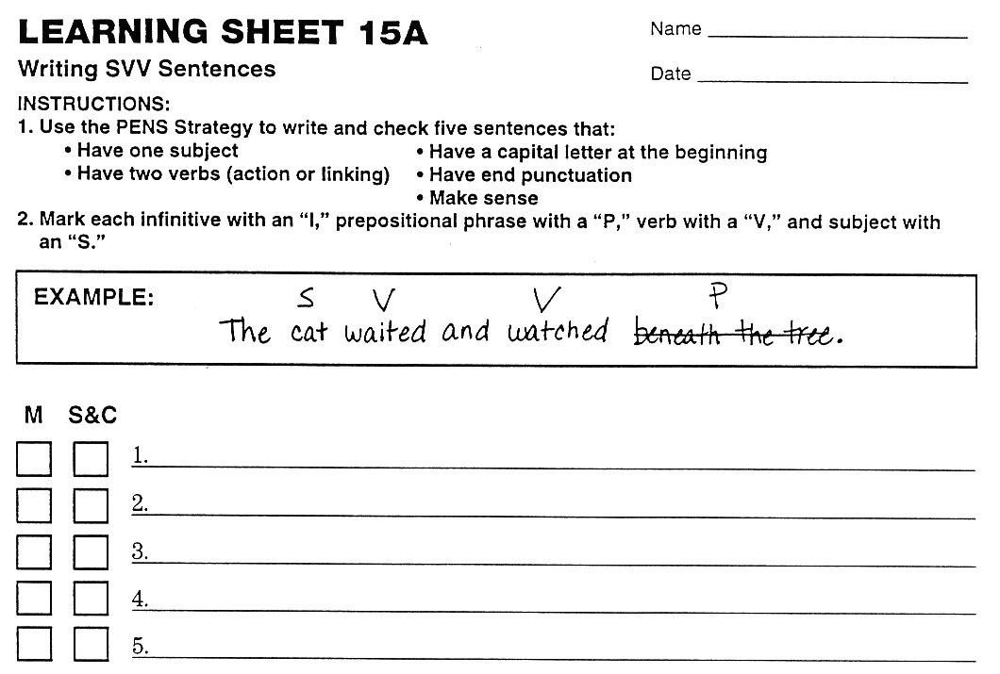 LEARNING SHEET 15A
Name
Writing SVV Sentences
Date
INSTRUCTIONS:
1. Use the PENS Strategy to write and check five sentences that:
• Have one subject
• Have a capital letter at the beginning
• Have two verbs (action or linking)
• Have end punctuation
• Make sense
2. Mark each infinitive with an “I,” prepositional phrase with a “P,” verb with a “V,” and subject with
an “S.”
EXAMPLE:
S V V P
The cat waited and watched beneath the tree.
M S&C
1.
2.
3.
4.
5.